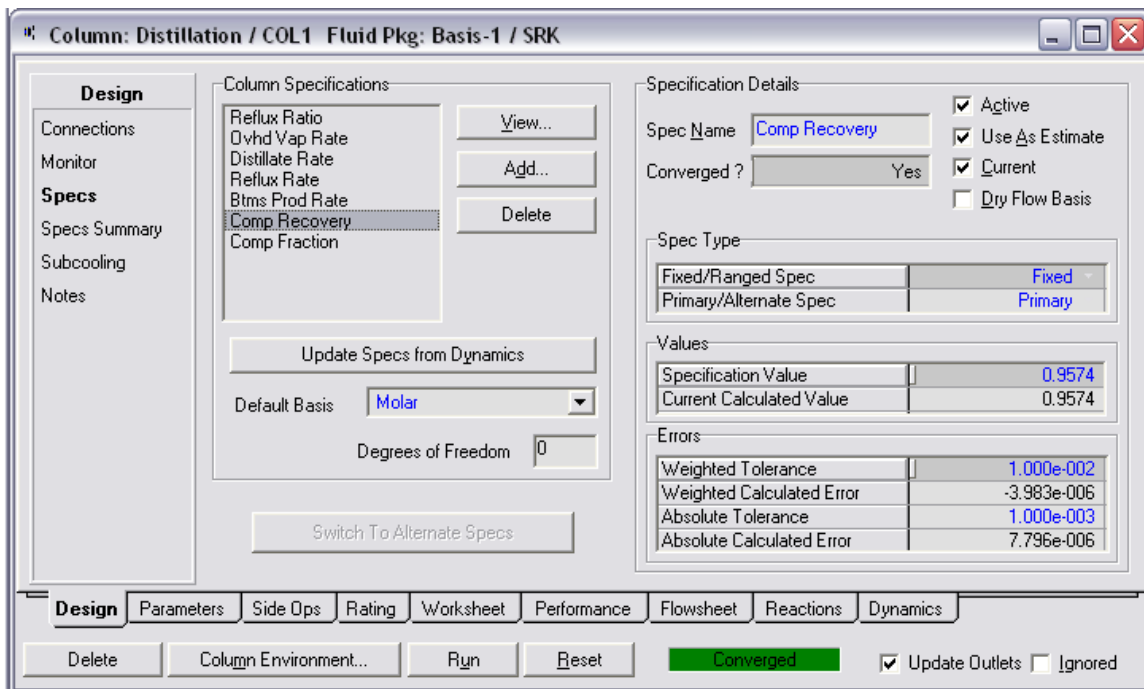 Column: Distillation / COL1 Fluid Pkg: Basis-1 / SRK
Design
Connections
Monitor
Specs
Specs Summary
Subcooling
Notes
Column Specifications
Reflux Ratio
Ovhd Vap Rate
Distillate Rate
Reflux Rate
Btms Prod Rate
Comp Recovery
Comp Fraction
View...
Add...
Delete
Update Specs from Dynamics
Default Basis Molar
Degrees of Freedom 0
Switch To Alternate Specs
Specification Details
Spec Name Comp Recovery
Converged ? Yes
Active
Use As Estimate
Current
Dry Flow Basis
Spec Type
Fixed/Ranged Spec Fixed
Primary/Alternate Spec Primary
Values
Specification Value 0.9574
Current Calculated Value 0.9574
Errors
Weighted Tolerance 1.000e-002
Weighted Calculated Error -3.983e-006
Absolute Tolerance 1.000e-003
Absolute Calculated Error 7.796e-006
Design Parameters Side Ops Rating Worksheet Performance Flowsheet Reactions Dynamics
Delete Column Environment... Run Reset Converged Update Outlets Ignored